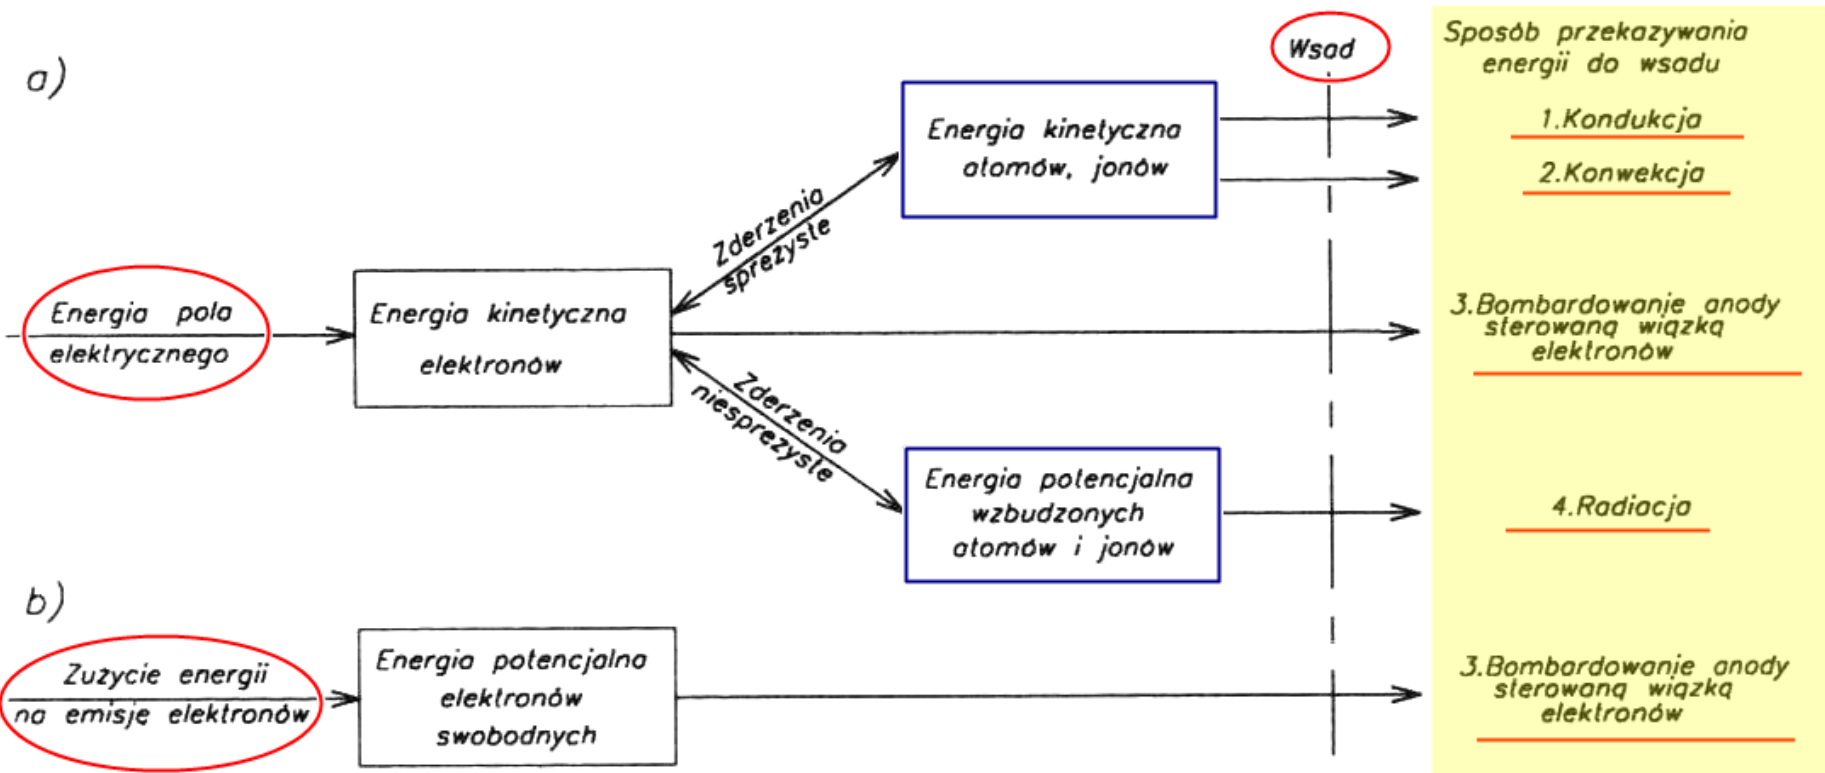 a)
Energia pola
elektrycznego
Energia kinetyczna
elektronów
Zderzenia
sprezyste
Zderzenia
niesprezyste
Energia kinetyczna
atomów, jonów
Energia potencjalna
wzbudzonych
atomów i jonów
Wsad
Sposób przekazywania
energii do wsadu
1.Kondukcja
2.Konwekcja
3.Bombardowanie anody
sterowaną wiązką
elektronów
4.Radiacja
b)
Zużycie energii
na emisję elektronów
Energia potencjalna
elektronów
swobodnych
3.Bombardowanie anody
sterowaną wiązką
elektronów